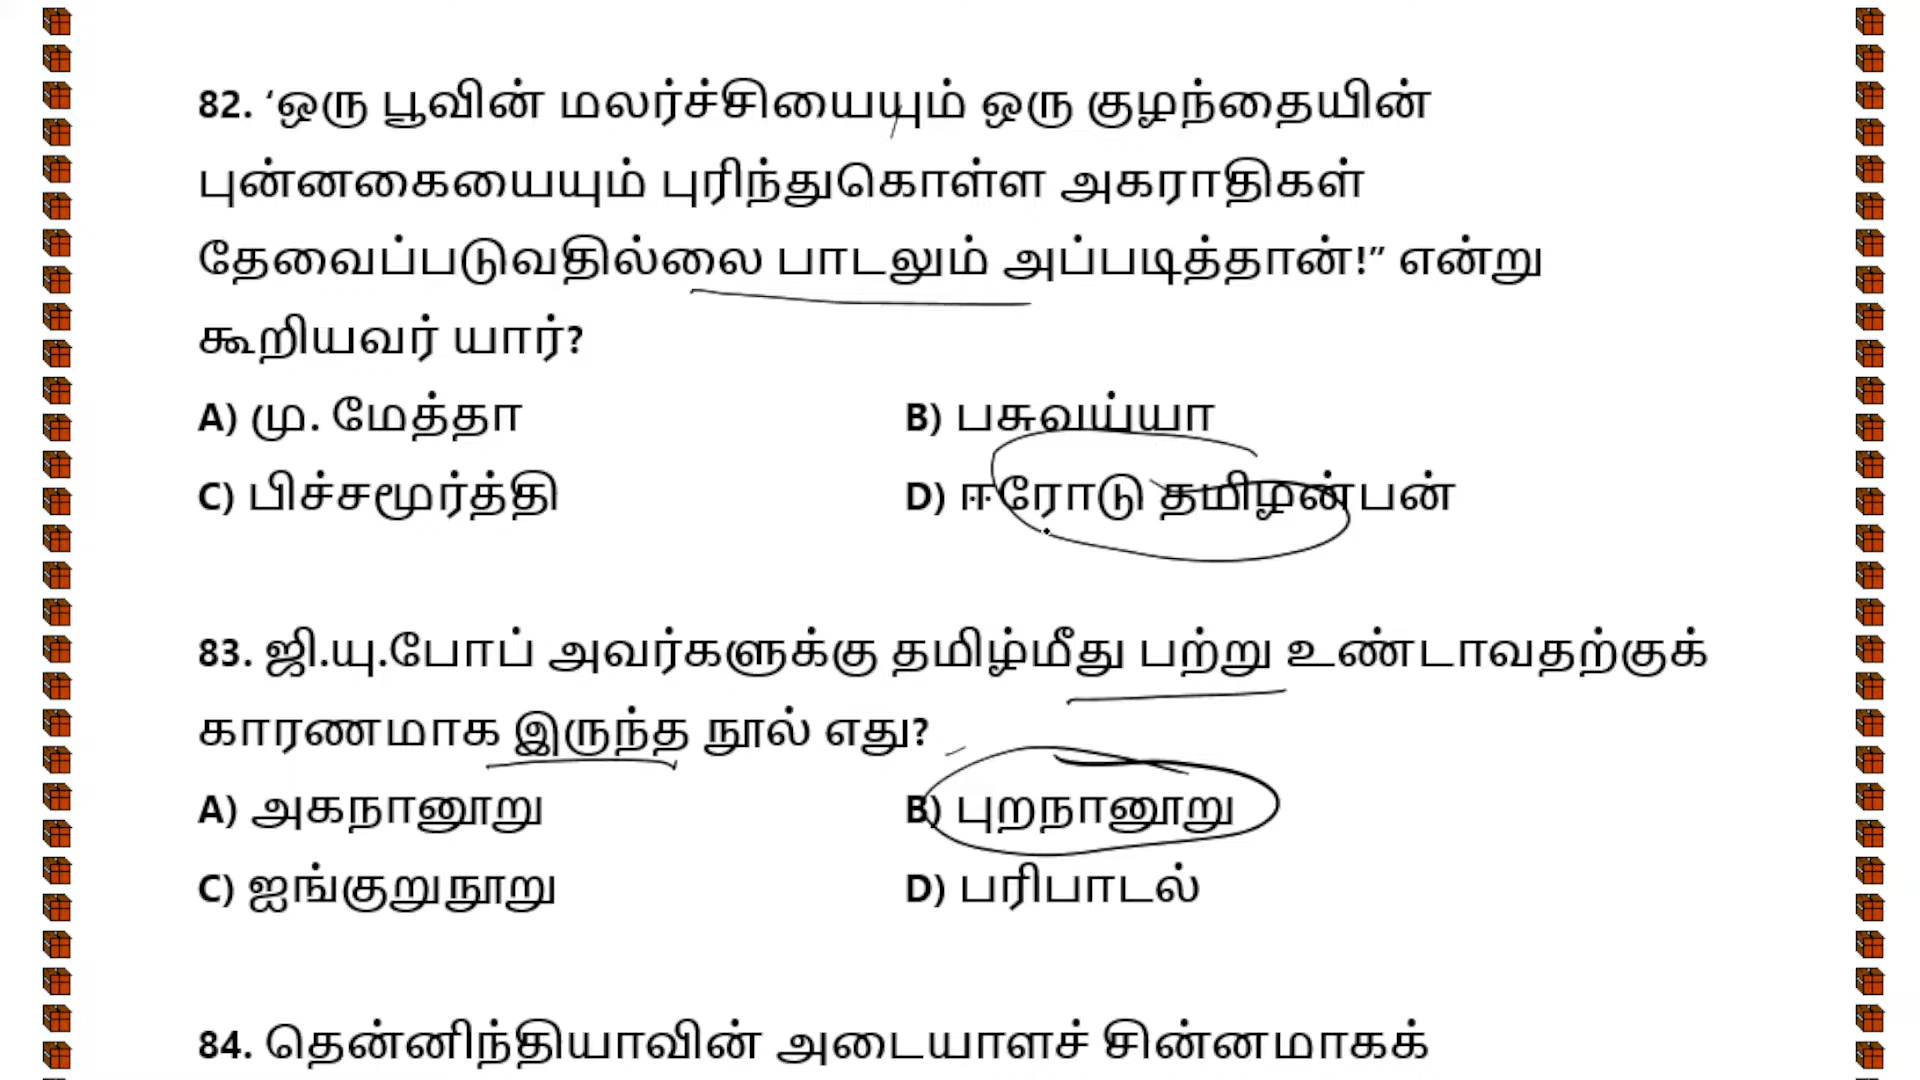 82. ‘ஒரு பூவின் மலர்ச்சியையும் ஒரு குழந்தையின்
புன்னகையையும் புரிந்துகொள்ள அகராதிகள்
தேவைப்படுவதில்லை பாடலும் அப்படித்தான்!” என்று
கூறியவர் யார்?
A) மு. மேத்தா B) பசுவய்யா
C) பிச்சமூர்த்தி D) ஈரோடு தமிழன்பன்
83. ஜி.யு.போப் அவர்களுக்கு தமிழ்மீது பற்று உண்டாவதற்குக்
காரணமாக இருந்த நூல் எது?
A) அகநானூறு B) புறநானூறு
C) ஐங்குறுநூறு D) பரிபாடல்
84. தென்னிந்தியாவின் அடையாளச் சின்னமாகக்